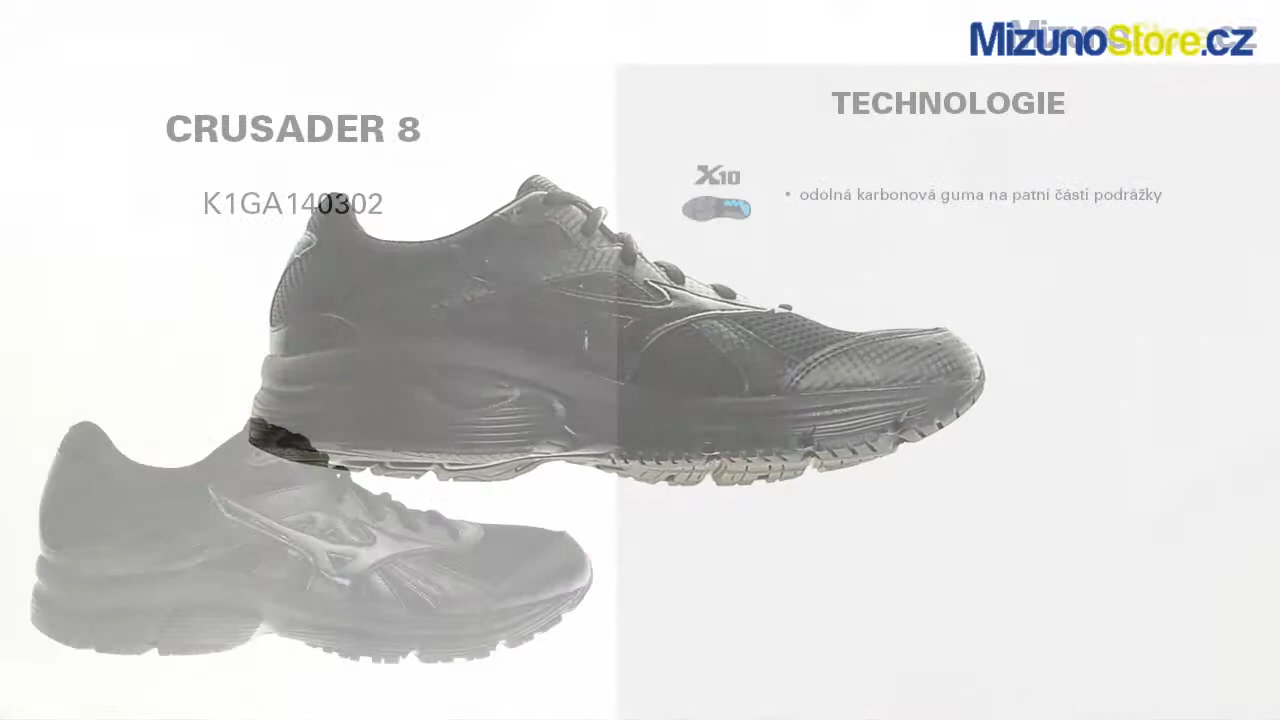 MizunoStore.cz
CRUSADER 8
K1GA140302
TECHNOLOGIE
X10
• odolná karbonová guma na patní části podrážky